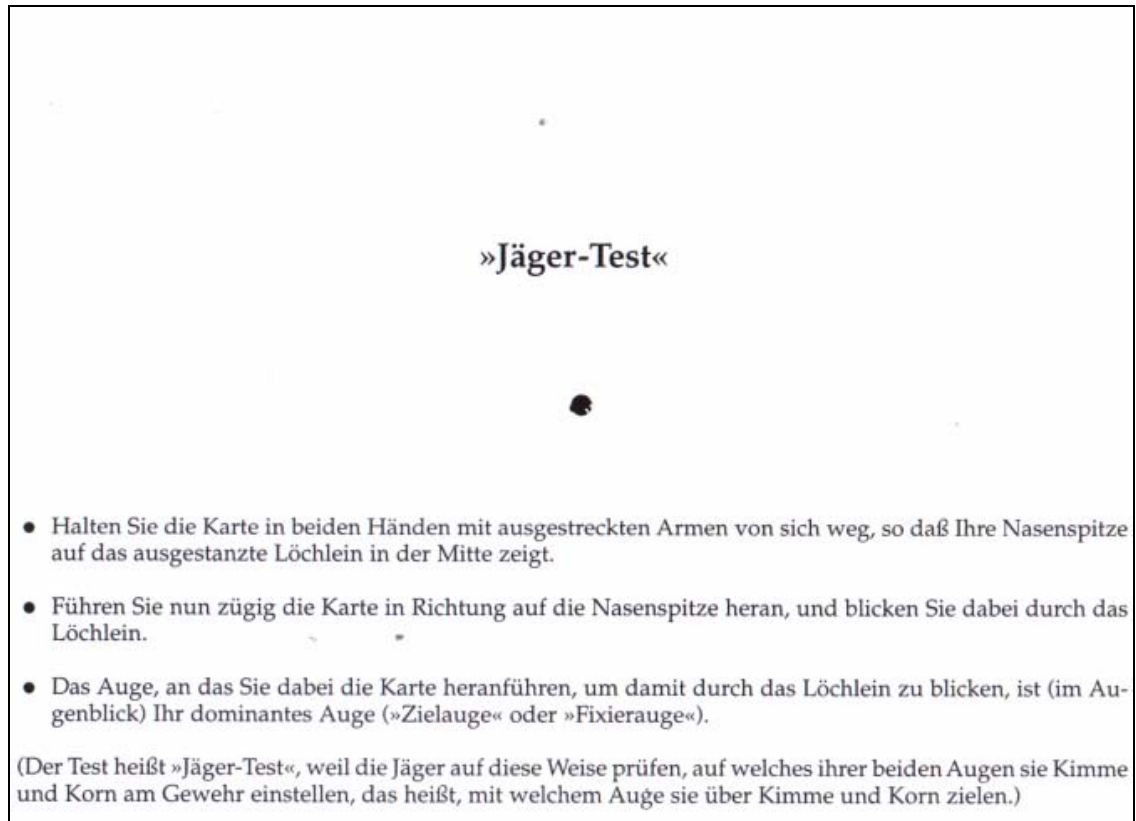 »Jäger-Test«
● Halten Sie die Karte in beiden Händen mit ausgestreckten Armen von sich weg, so daß Ihre Nasenspitze
auf das ausgestanzte Löchlein in der Mitte zeigt.
● Führen Sie nun zügig die Karte in Richtung auf die Nasenspitze heran, und blicken Sie dabei durch das
Löchlein.
● Das Auge, an das Sie dabei die Karte heranführen, um damit durch das Löchlein zu blicken, ist (im Au-
genblick) Ihr dominantes Auge (»Zielauge« oder »Fixierauge«).
(Der Test heißt »Jäger-Test«, weil die Jäger auf diese Weise prüfen, auf welches ihrer beiden Augen sie Kimme
und Korn am Gewehr einstellen, das heißt, mit welchem Auge sie über Kimme und Korn zielen.)